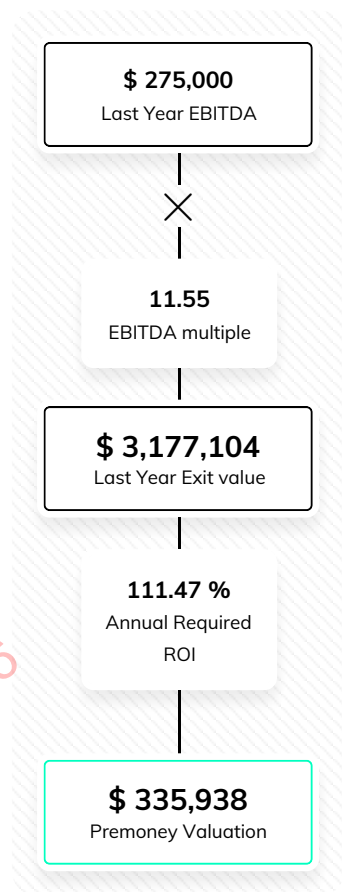 $ 275,000
Last Year EBITDA
11.55
EBITDA multiple
$ 3,177,104
Last Year Exit value
111.47 %
Annual Required
ROI
$ 335,938
Premoney Valuation